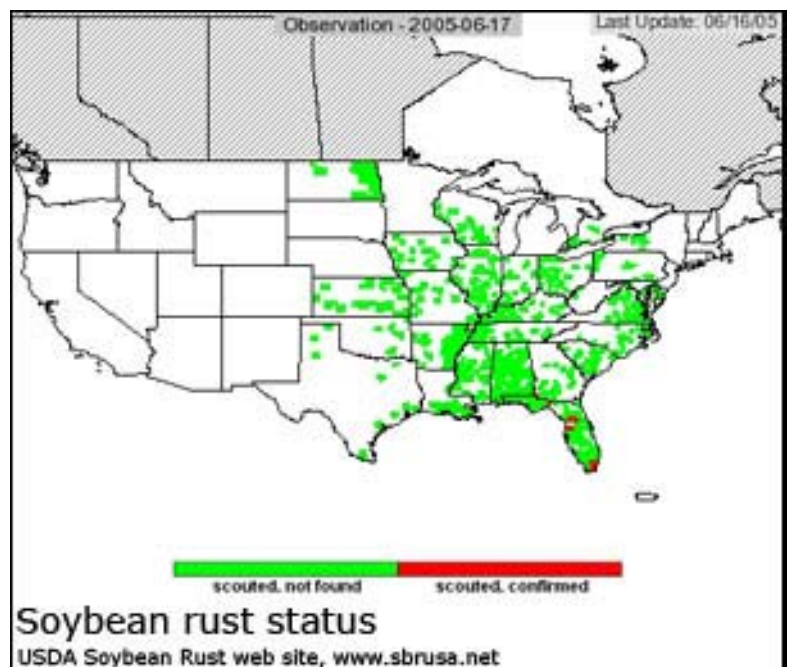 Observation - 2005-06-17
Last Update: 06/16/05
scouted, not found
scouted, confirmed
Soybean rust status
USDA Soybean Rust web site, www.sbrusa.net